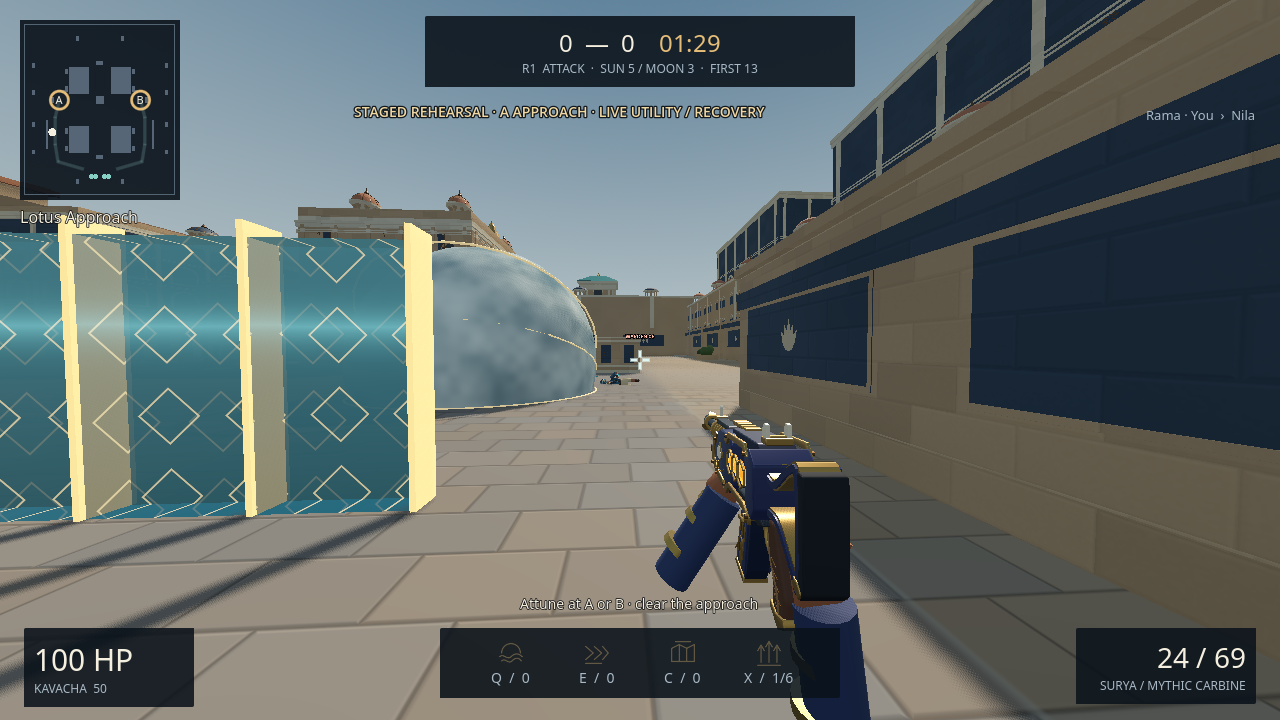 0 — 0 01:29
R1 ATTACK · SUN 5 / MOON 3 · FIRST 13
STAGED REHEARSAL · A APPROACH · LIVE UTILITY / RECOVERY
Rama · You › Nila
A
B
Lotus Approach
Attune at A or B · clear the approach
100 HP
KAVACHA 50
Q / 0
E / 0
C / 0
X / 1/6
24 / 69
SURYA / MYTHIC CARBINE